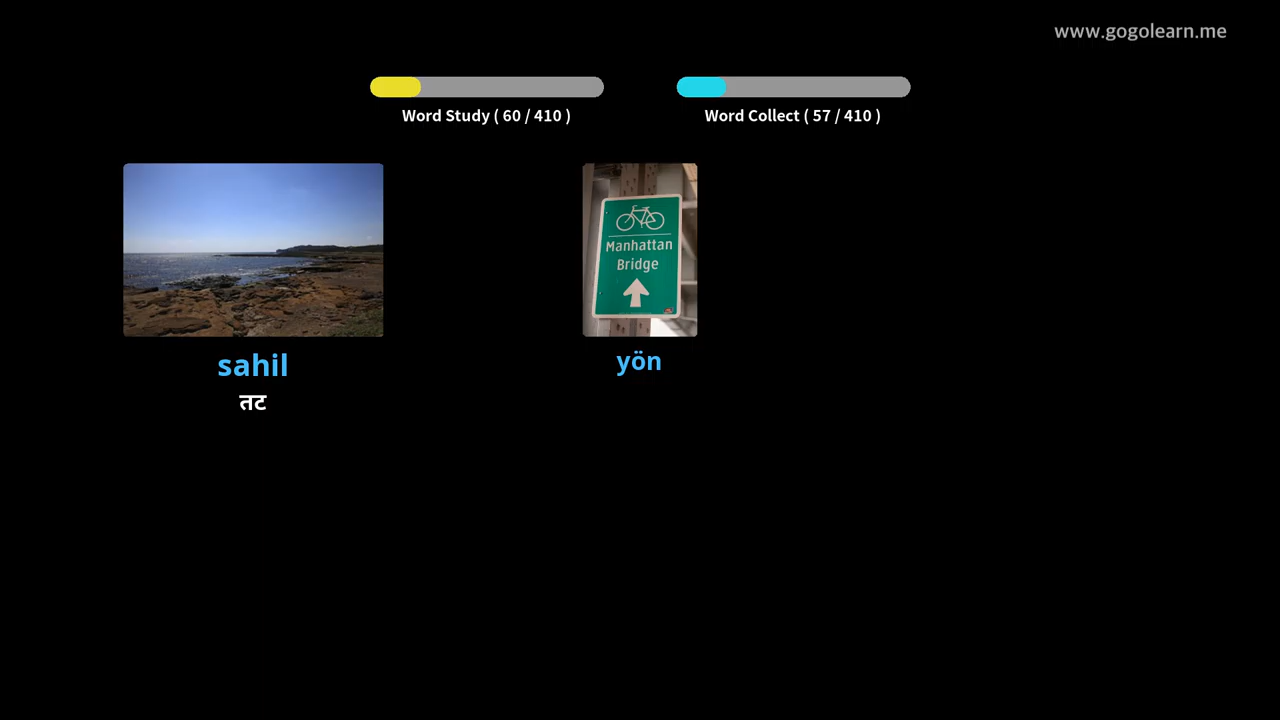 www.gogolearn.me
Word Study ( 60 / 410 )
Word Collect ( 57 / 410 )
Manhattan
Bridge
sahil
तट
yön